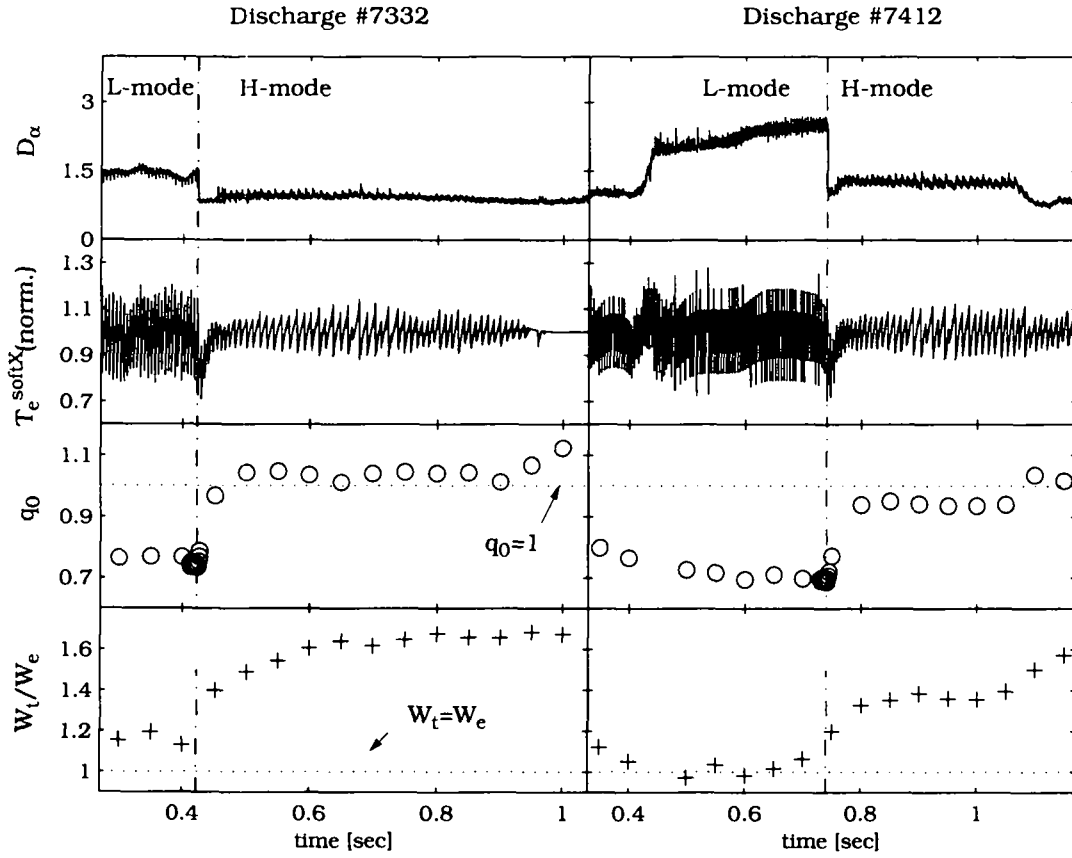 Discharge #7332 Discharge #7412
L-mode H-mode L-mode H-mode
D_α
3
1.5
0
T_e^softX(norm.)
1.3
1.1
0.9
0.7
q_0
1.1
0.9
0.7
q_0=1
W_t/W_e
1.6
1.4
1.2
1
W_t=W_e
0.4 0.6 0.8 1 0.4 0.6 0.8 1
time [sec] time [sec]